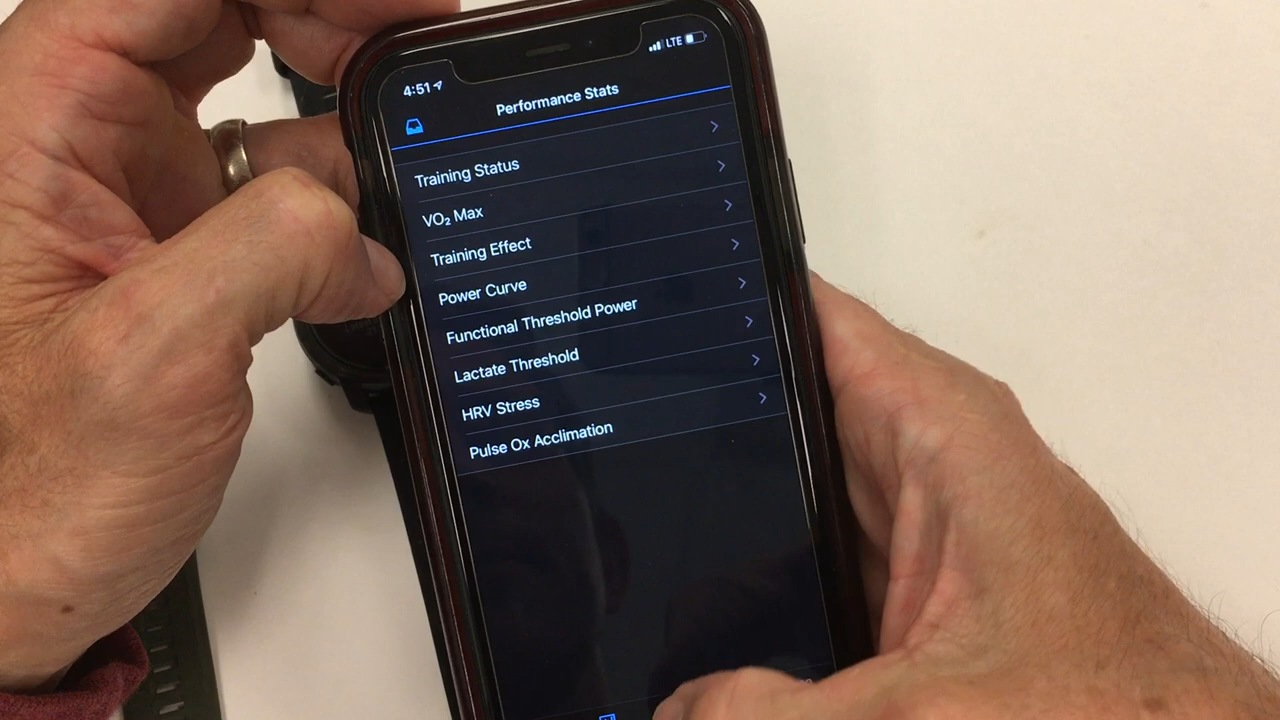 4:51
LTE
Performance Stats
Training Status
VO₂ Max
Training Effect
Power Curve
Functional Threshold Power
Lactate Threshold
HRV Stress
Pulse Ox Acclimation